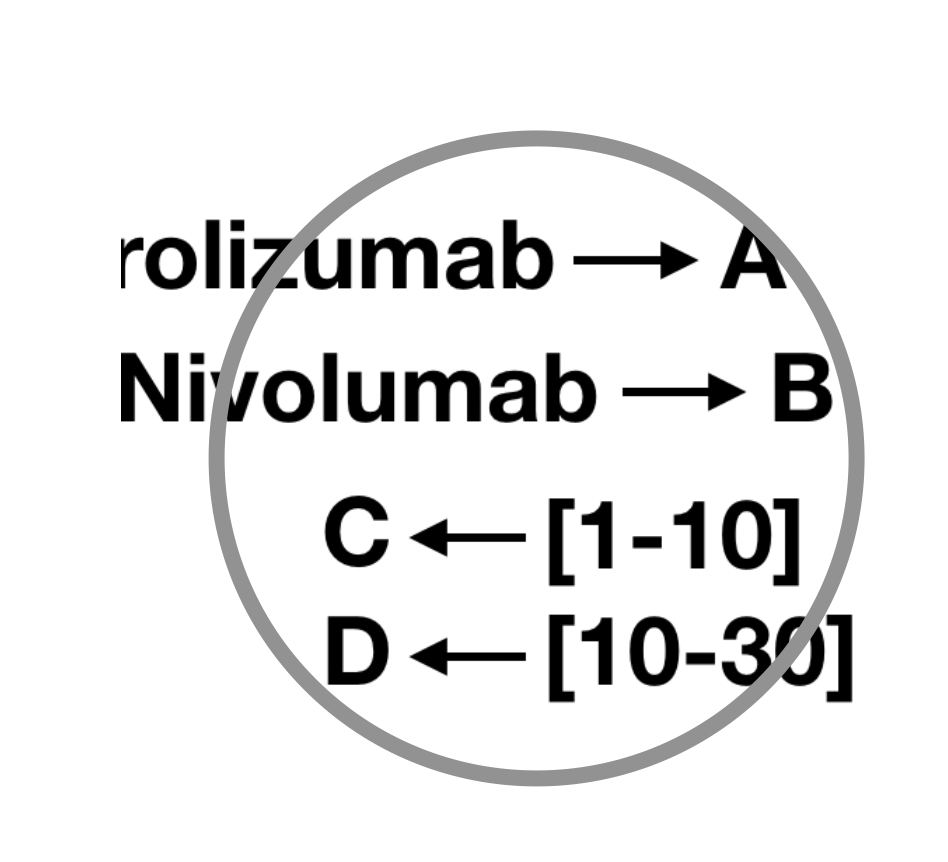 rolizumab → A
Nivolumab → B
C ← [1-10]
D ← [10-30]